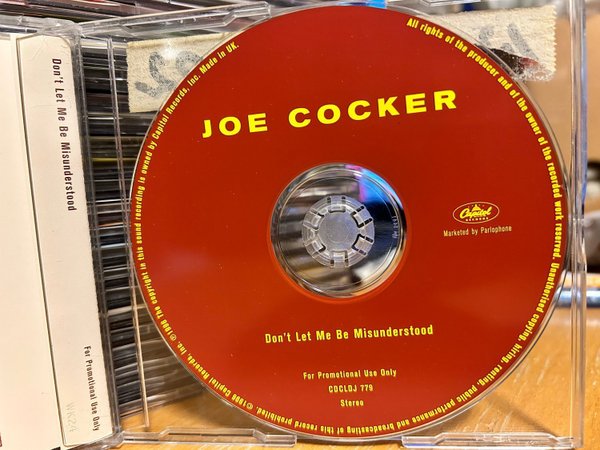 Don't Let Me Be Misunderstood
For Promotional Use Only
WK24
JOE COCKER
Capitol
RECORDS
Marketed by Parlophone
Don't Let Me Be Misunderstood
For Promotional Use Only
CDCLDJ 779
Stereo
All rights of the producer and of the owner of the recorded work reserved. Unauthorised copying, hiring, renting, public performance and broadcasting of this record prohibited. ©1996 Capitol Records, Inc. ℗1996 The copyright in this sound recording is owned by Capitol Records, Inc. Made in UK.